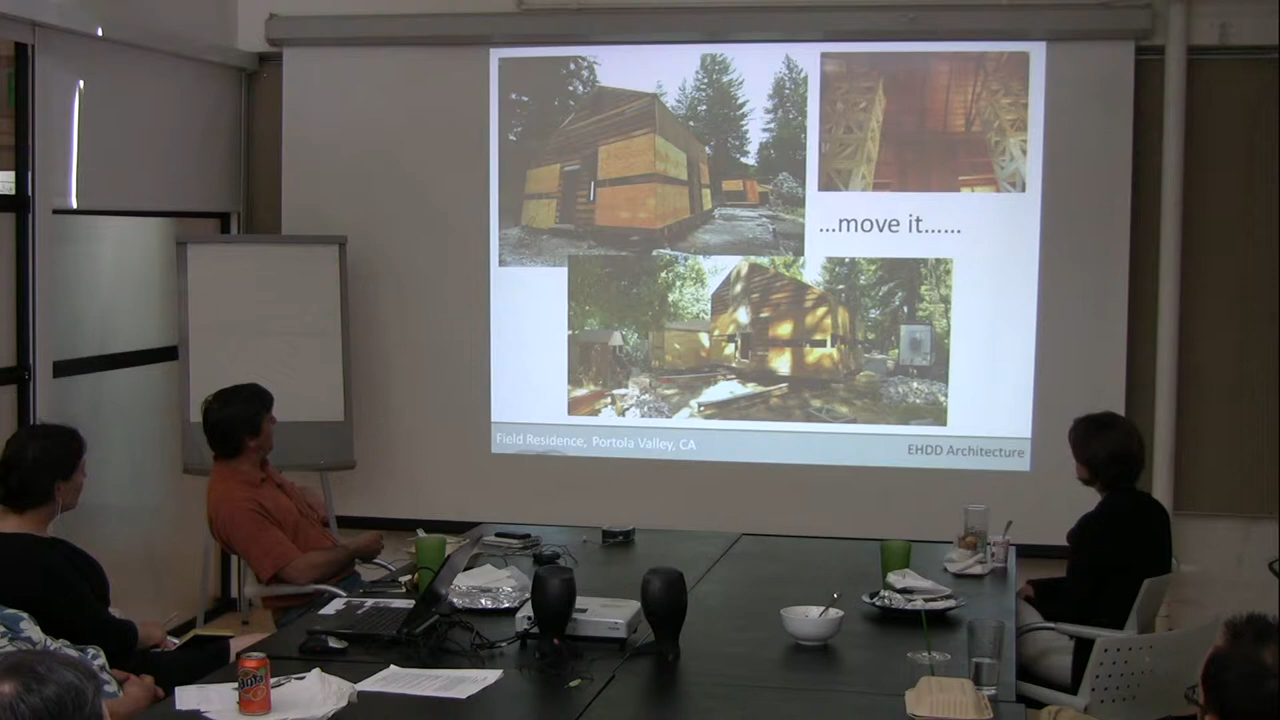 ...move it......
Field Residence, Portola Valley, CA
EHDD Architecture
Fanta